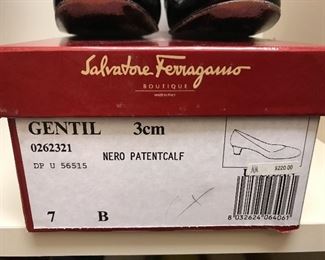 Salvatore Ferragamo
BOUTIQUE
made in Italy
GENTIL 3cm
0262321
NERO PATENTCALF
DP U 56515
$220.00
7 B
8 032624 064061